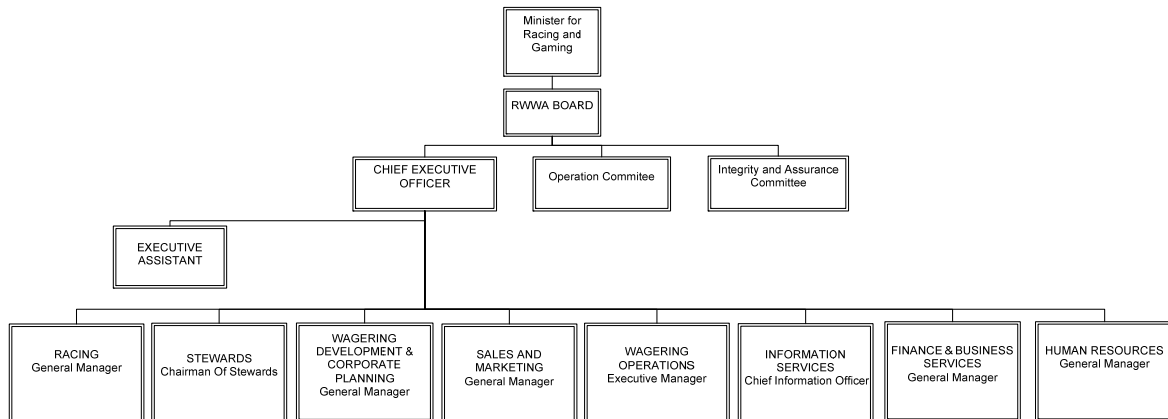 Minister for
Racing and
Gaming
RWWA BOARD
CHIEF EXECUTIVE
OFFICER
Operation Commitee
Integrity and Assurance
Committee
EXECUTIVE
ASSISTANT
RACING
General Manager
STEWARDS
Chairman Of Stewards
WAGERING
DEVELOPMENT &
CORPORATE
PLANNING
General Manager
SALES AND
MARKETING
General Manager
WAGERING
OPERATIONS
Executive Manager
INFORMATION
SERVICES
Chief Information Officer
FINANCE & BUSINESS
SERVICES
General Manager
HUMAN RESOURCES
General Manager